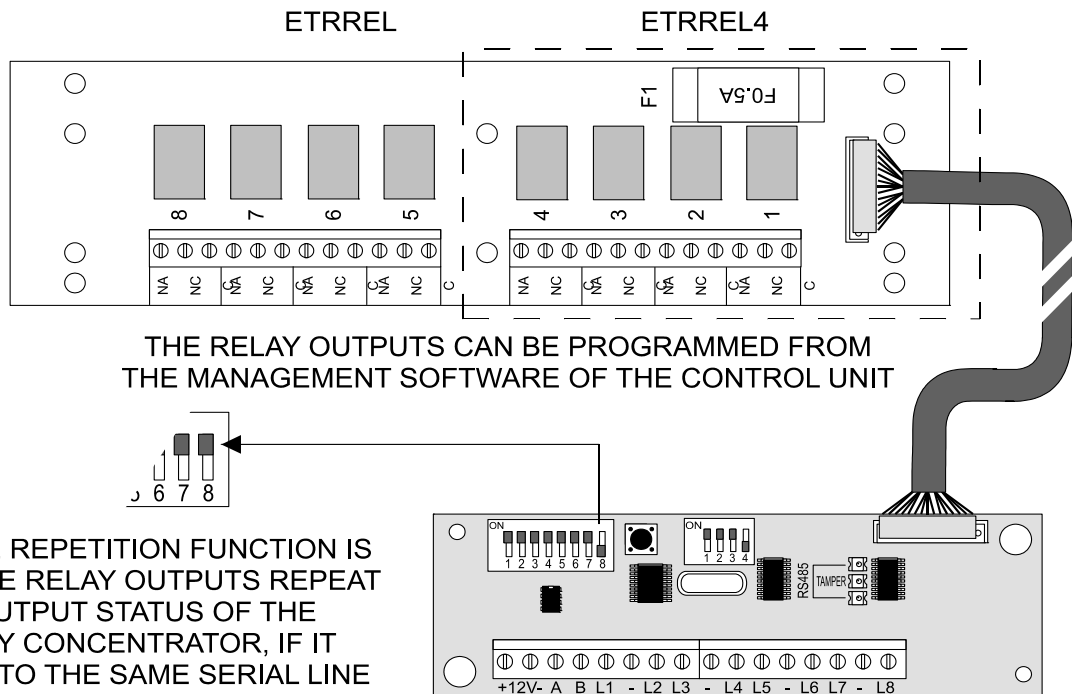 ETRREL ETRREL4
F1 F0.5A
8 7 6 5 4 3 2 1
NA NC C NA NC C NA NC C NA NC C NA NC C NA NC C NA NC C NA NC C
THE RELAY OUTPUTS CAN BE PROGRAMMED FROM
THE MANAGEMENT SOFTWARE OF THE CONTROL UNIT
6 7 8
REPETITION FUNCTION IS
RELAY OUTPUTS REPEAT
STATUS OF THE
CONCENTRATOR, IF IT
TO THE SAME SERIAL LINE
ON
1 2 3 4 5 6 7 8
ON
1 2 3 4
RS485
TAMPER
+12V - A B L1 - L2 L3 - L4 L5 - L6 L7 - L8